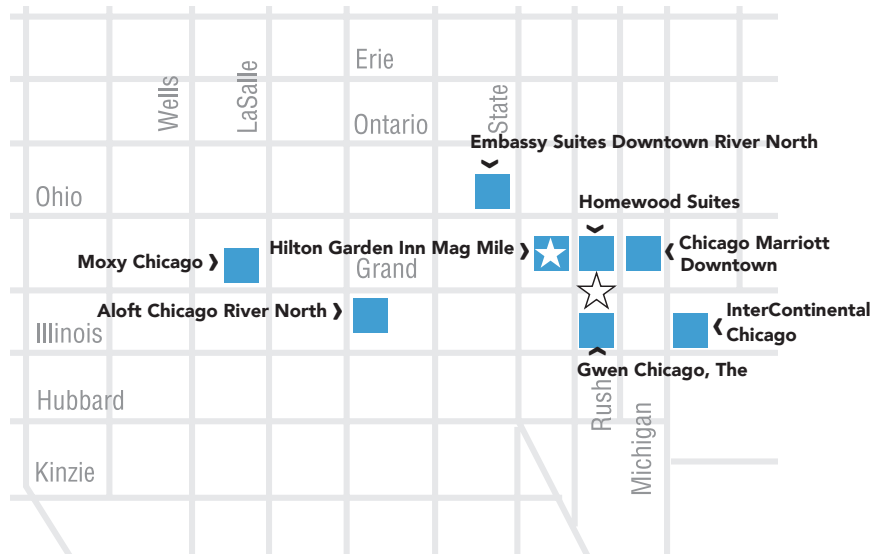 Erie
Wells
LaSalle
Ontario
State
Embassy Suites Downtown River North
Ohio
Homewood Suites
Hilton Garden Inn Mag Mile
Chicago Marriott
Downtown
Moxy Chicago
Grand
Aloft Chicago River North
InterContinental
Chicago
Illinois
Gwen Chicago, The
Hubbard
Rush
Michigan
Kinzie